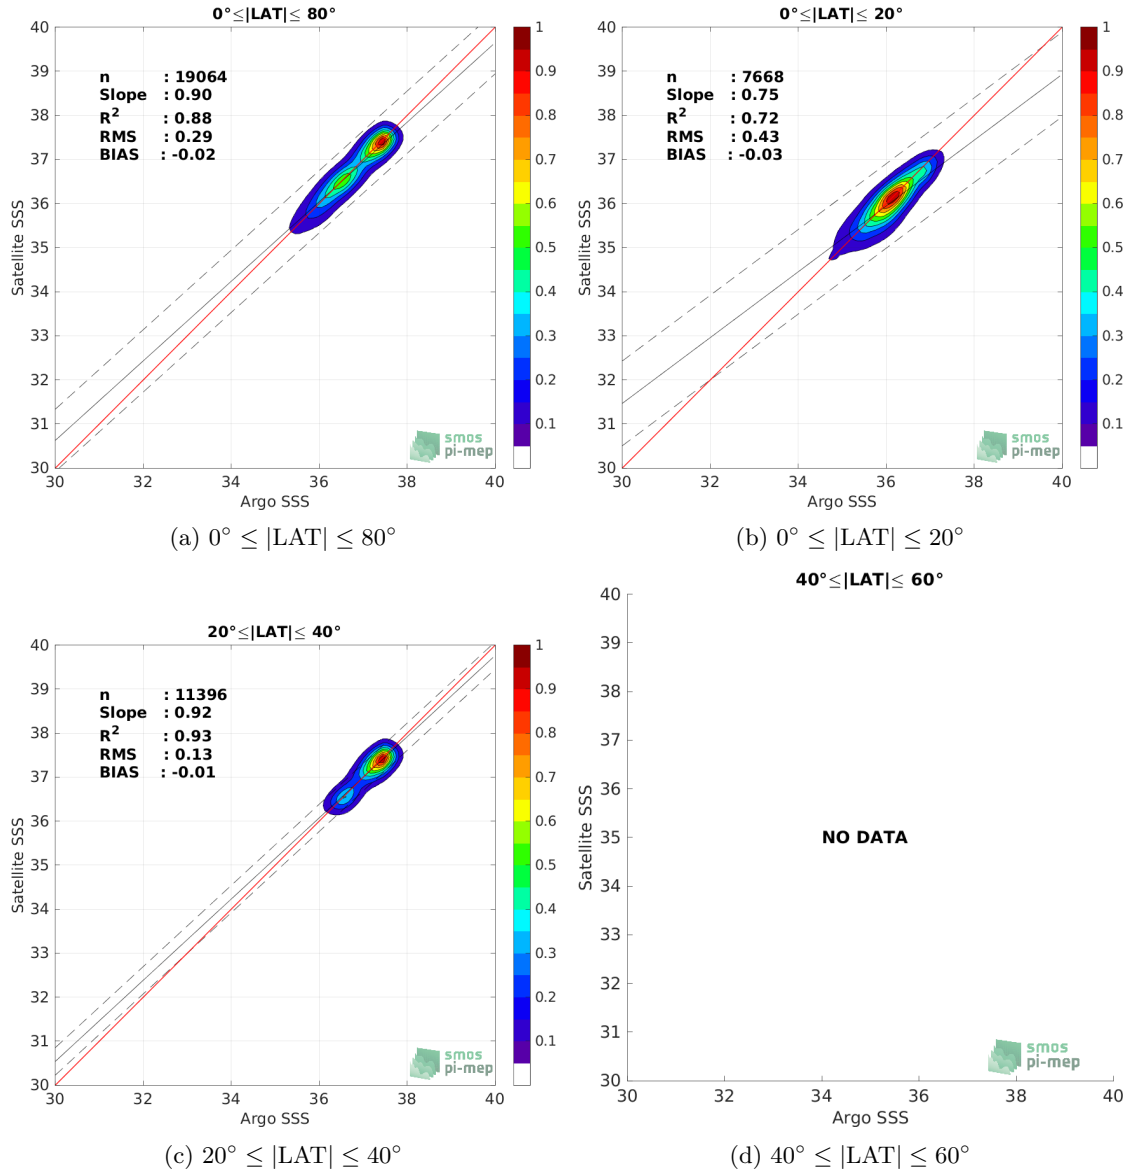 0°≤|LAT|≤ 80°
40
39
38
37
36
35
34
33
32
31
30
Satellite SSS
n : 19064
Slope : 0.90
R² : 0.88
RMS : 0.29
BIAS : -0.02
smos
pi-mep
30 32 34 36 38 40
Argo SSS
1
0.9
0.8
0.7
0.6
0.5
0.4
0.3
0.2
0.1
(a) 0° ≤ |LAT| ≤ 80°
0°≤|LAT|≤ 20°
40
39
38
37
36
35
34
33
32
31
30
Satellite SSS
n : 7668
Slope : 0.75
R² : 0.72
RMS : 0.43
BIAS : -0.03
smos
pi-mep
30 32 34 36 38 40
Argo SSS
1
0.9
0.8
0.7
0.6
0.5
0.4
0.3
0.2
0.1
(b) 0° ≤ |LAT| ≤ 20°
20°≤|LAT|≤ 40°
40
39
38
37
36
35
34
33
32
31
30
Satellite SSS
n : 11396
Slope : 0.92
R² : 0.93
RMS : 0.13
BIAS : -0.01
smos
pi-mep
30 32 34 36 38 40
Argo SSS
1
0.9
0.8
0.7
0.6
0.5
0.4
0.3
0.2
0.1
(c) 20° ≤ |LAT| ≤ 40°
40°≤|LAT|≤ 60°
40
39
38
37
36
35
34
33
32
31
30
Satellite SSS
NO DATA
smos
pi-mep
30 32 34 36 38 40
Argo SSS
(d) 40° ≤ |LAT| ≤ 60°